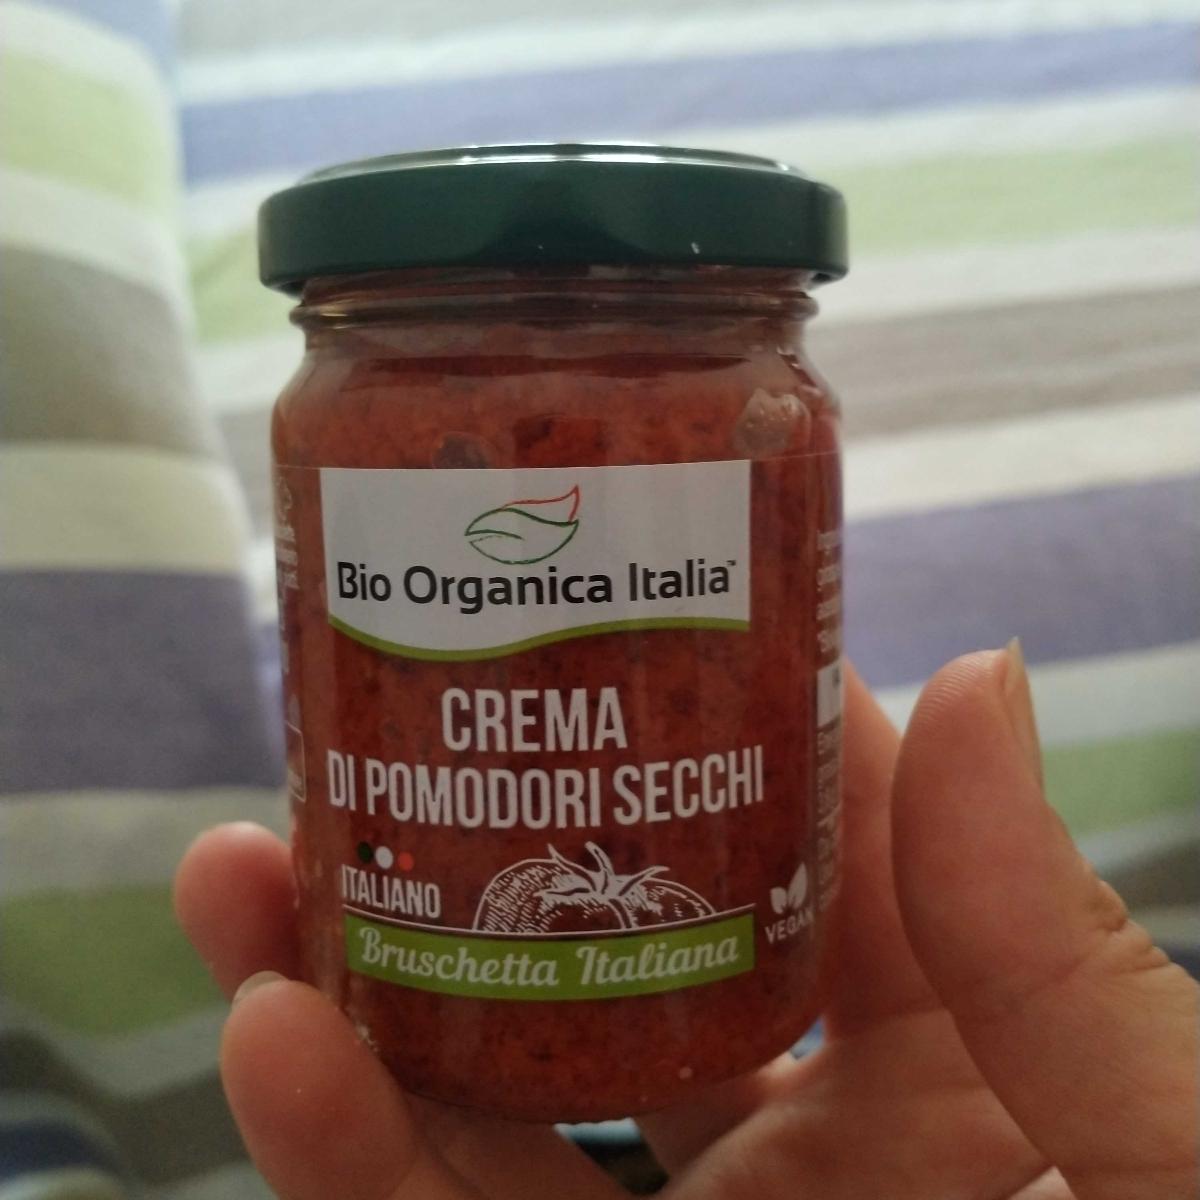 Bio Organica Italia™
CREMA
DI POMODORI SECCHI
ITALIANO
Bruschetta Italiana
VEGAN